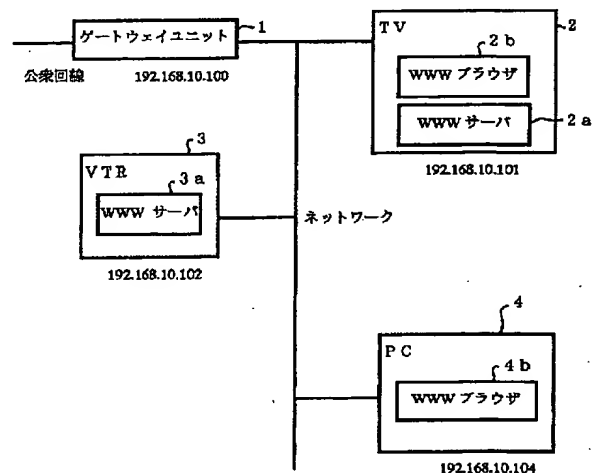 ゲートウェイユニット
1
公衆回線
192.168.10.100
TV
2
2b
WWW ブラウザ
WWW サーバ
2a
192.168.10.101
VTR
3
3a
WWW サーバ
192.168.10.102
ネットワーク
PC
4
4b
WWW ブラウザ
192.168.10.104